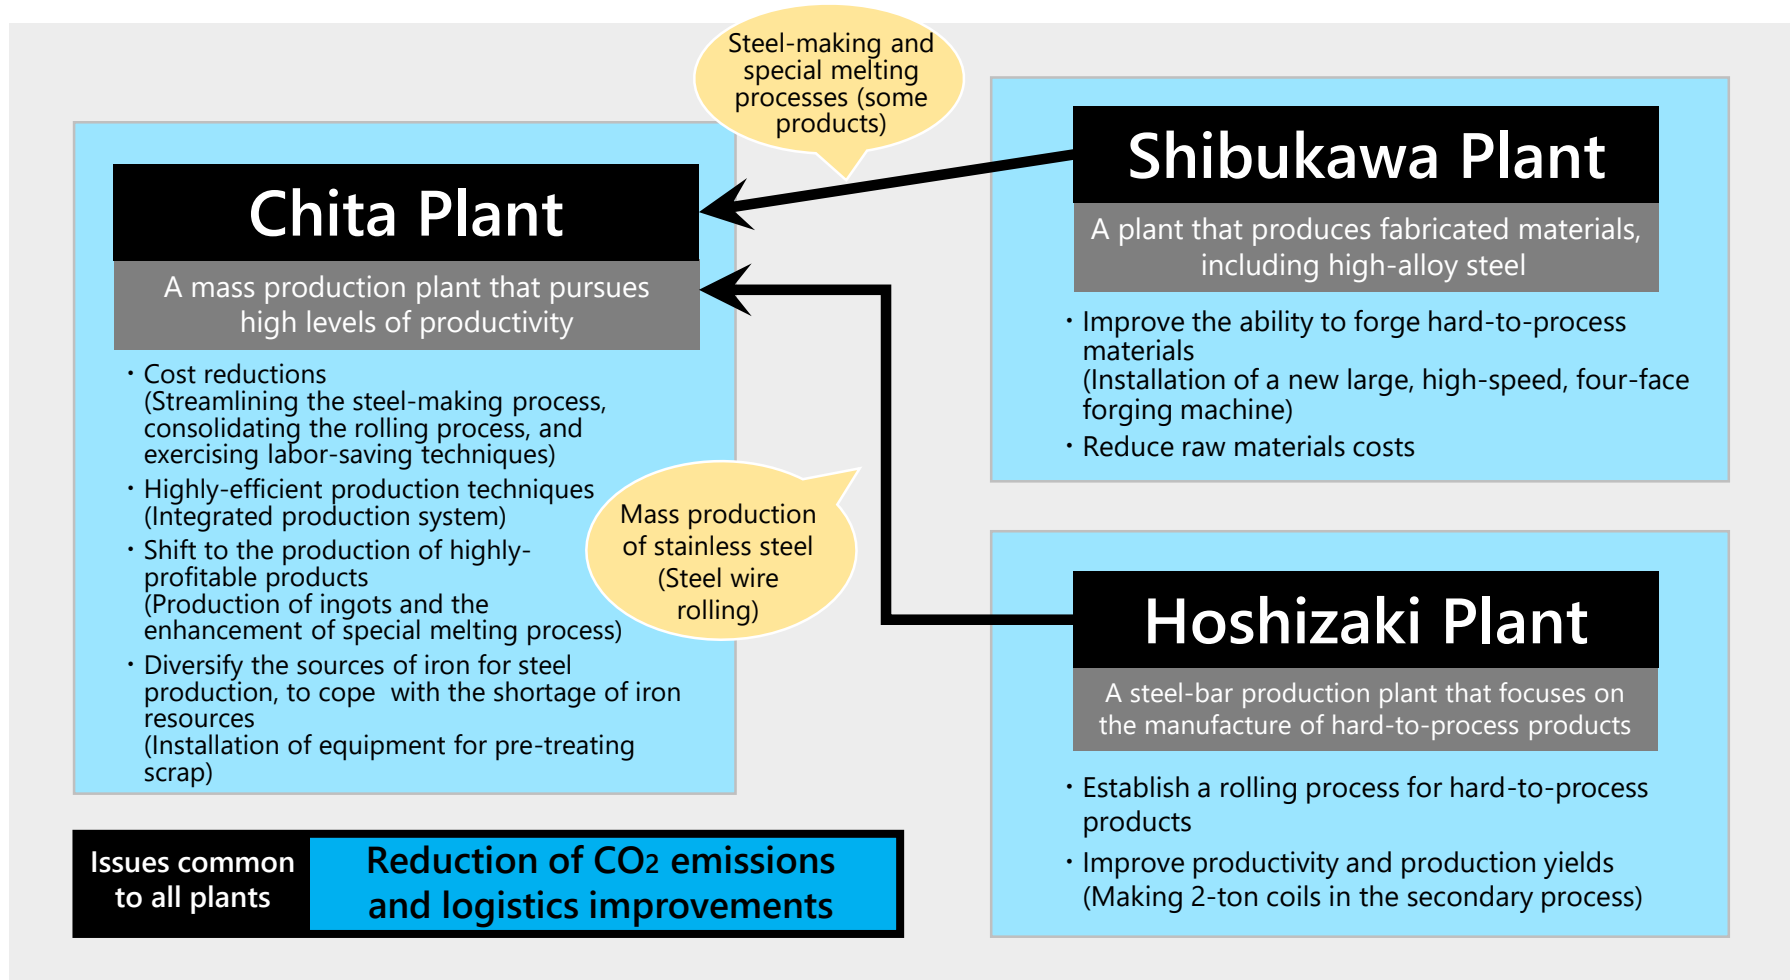 Steel-making and
special melting
processes (some
products)
Chita Plant
A mass production plant that pursues
high levels of productivity
・Cost reductions
(Streamlining the steel-making process,
consolidating the rolling process, and
exercising labor-saving techniques)
・Highly-efficient production techniques
(Integrated production system)
・Shift to the production of highly-
profitable products
(Production of ingots and the
enhancement of special melting process)
・Diversify the sources of iron for steel
production, to cope  with the shortage of iron
resources
(Installation of equipment for pre-treating
scrap)
Mass production
of stainless steel
(Steel wire
rolling)
Shibukawa Plant
A plant that produces fabricated materials,
including high-alloy steel
・Improve the ability to forge hard-to-process
materials
(Installation of a new large, high-speed, four-face
forging machine)
・Reduce raw materials costs
Hoshizaki Plant
A steel-bar production plant that focuses on
the manufacture of hard-to-process products
・Establish a rolling process for hard-to-process
products
・Improve productivity and production yields
(Making 2-ton coils in the secondary process)
Issues common
to all plants
Reduction of CO2 emissions
and logistics improvements